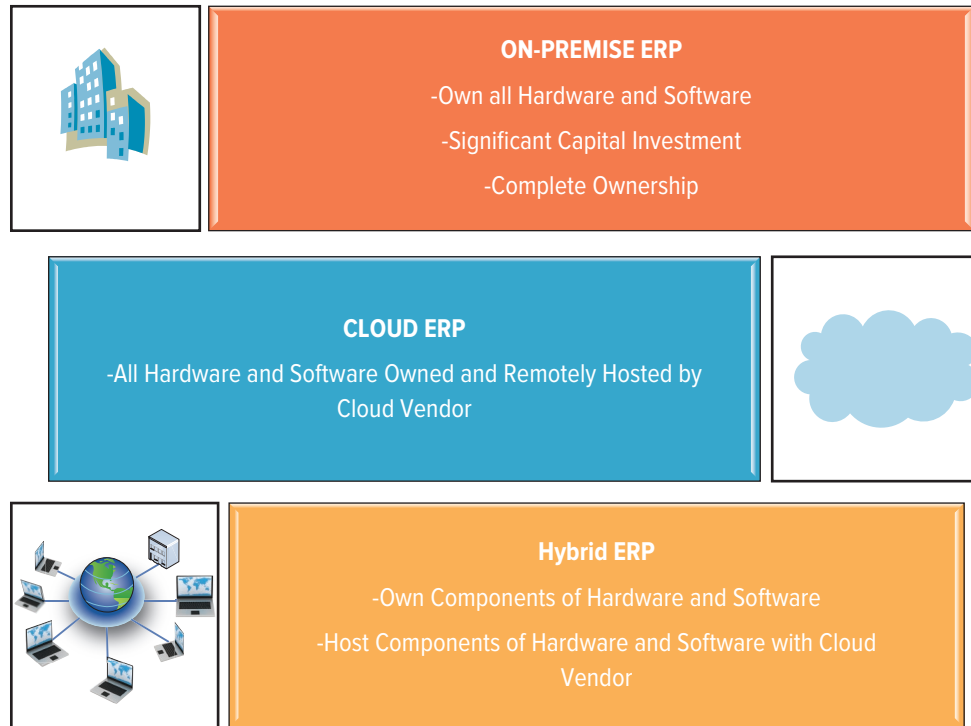 ON-PREMISE ERP
-Own all Hardware and Software
-Significant Capital Investment
-Complete Ownership
CLOUD ERP
-All Hardware and Software Owned and Remotely Hosted by
Cloud Vendor
Hybrid ERP
-Own Components of Hardware and Software
-Host Components of Hardware and Software with Cloud
Vendor